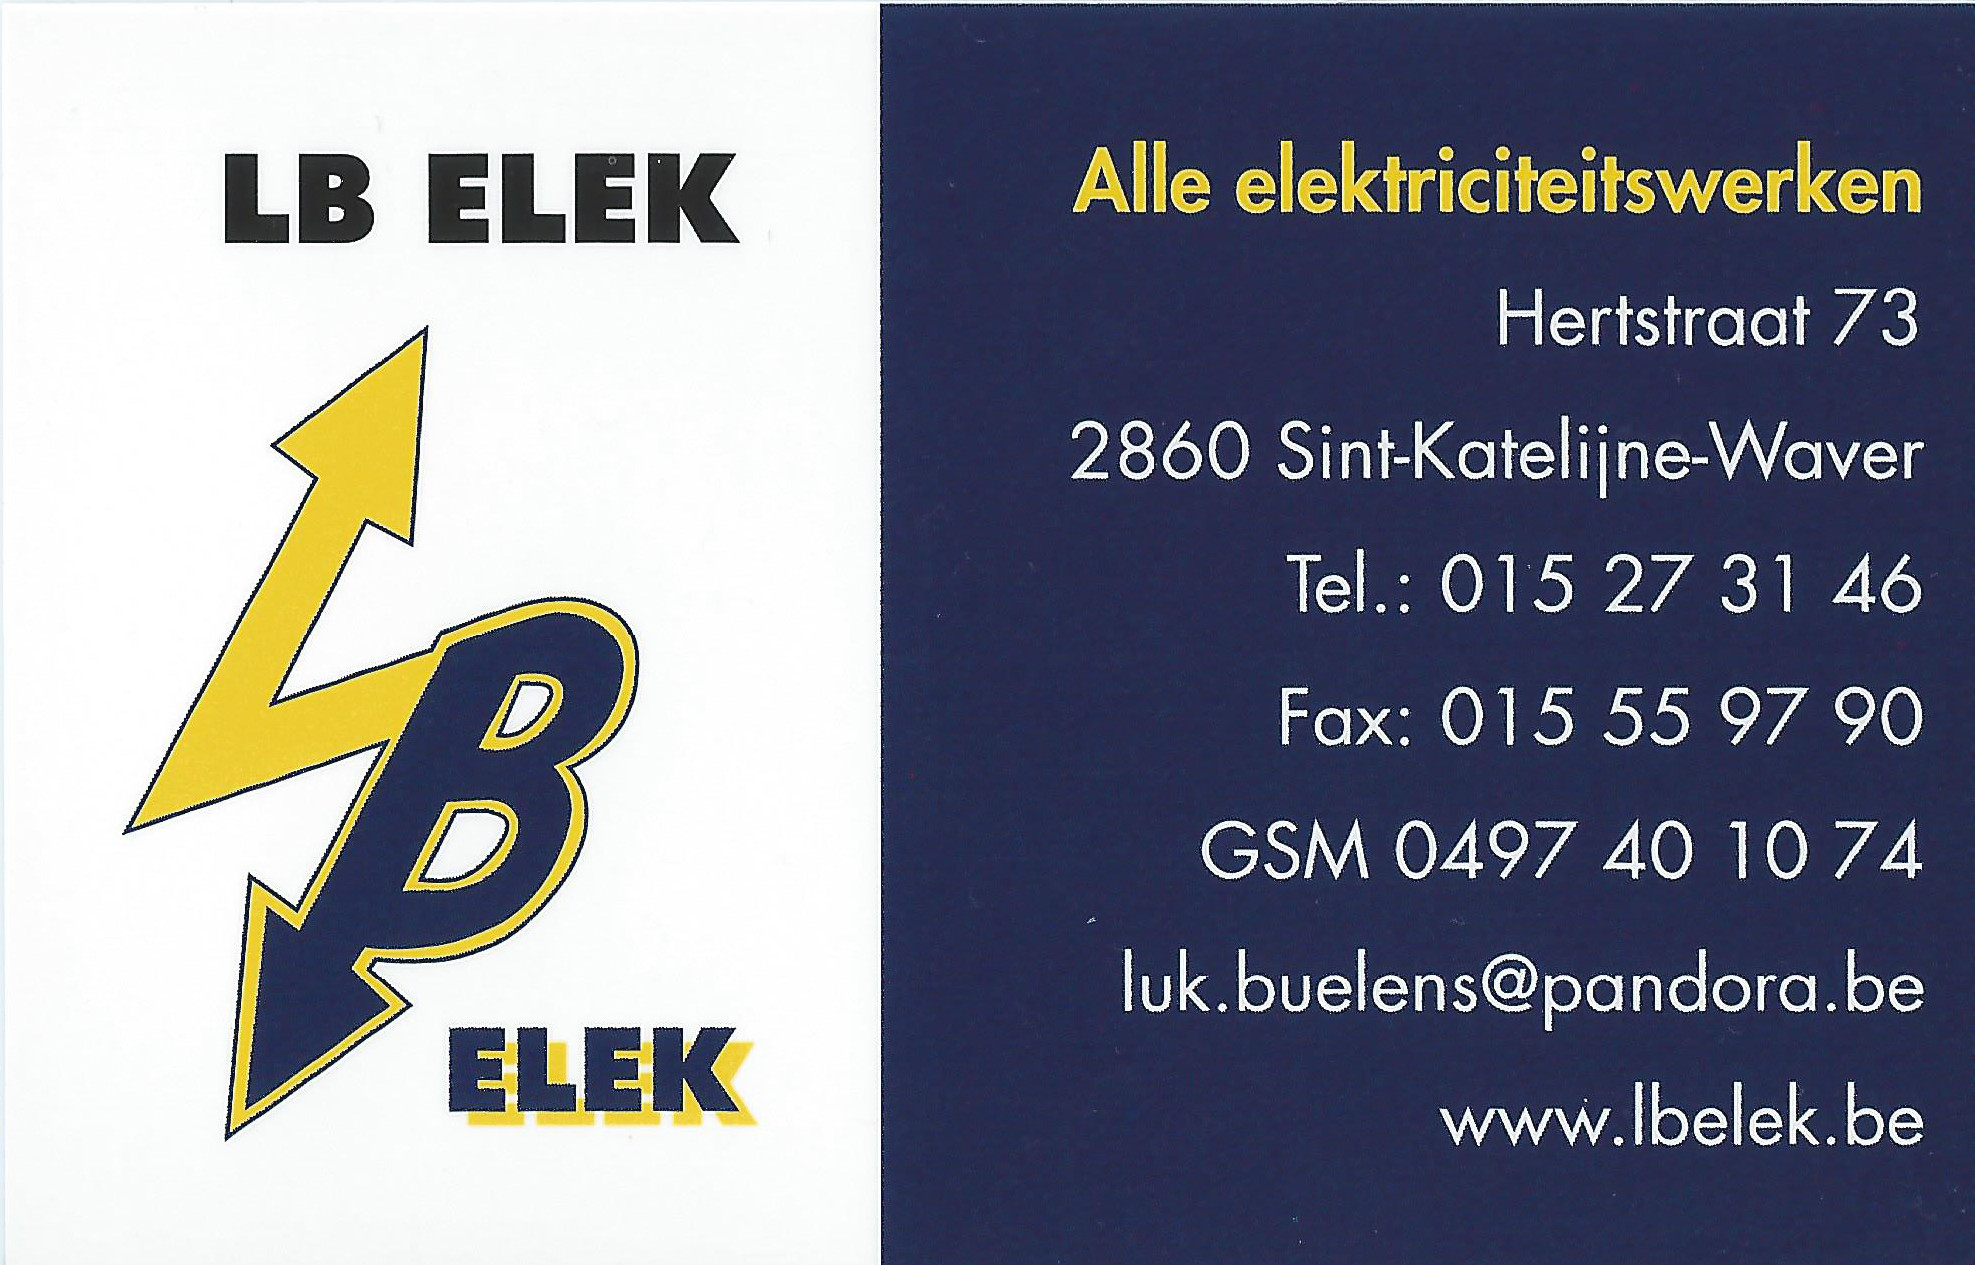 LB ELEK
LB
ELEK
Alle elektriciteitswerken
Hertstraat 73
2860 Sint-Katelijne-Waver
Tel.: 015 27 31 46
Fax: 015 55 97 90
GSM 0497 40 10 74
luk.buelens@pandora.be
www.lbelek.be